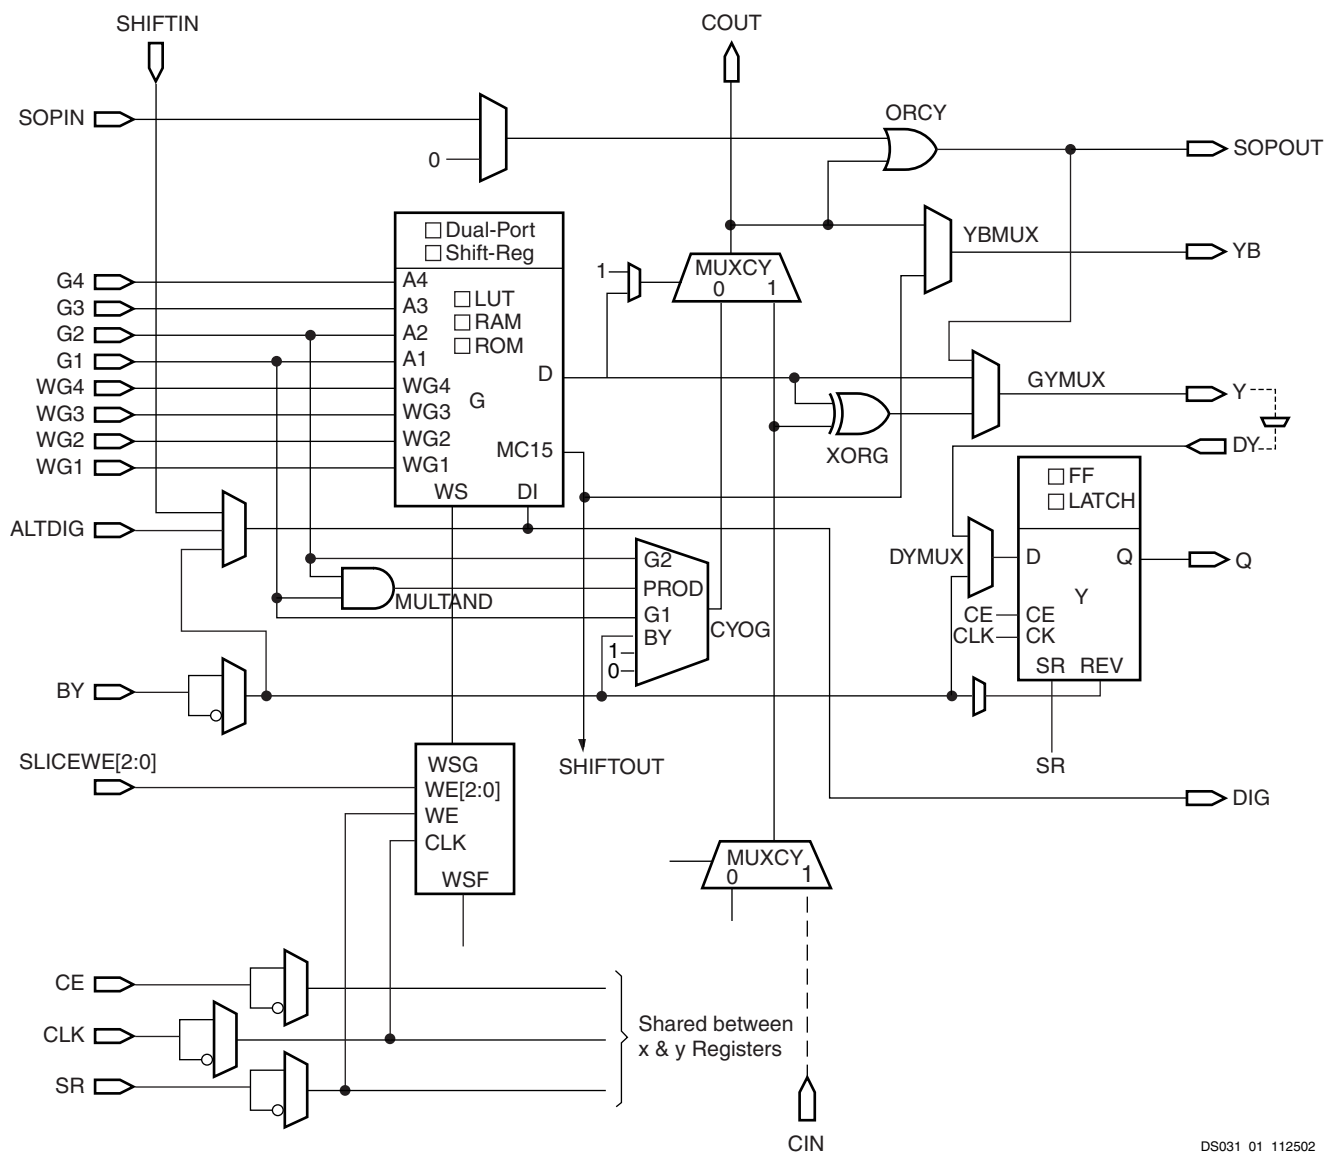 SHIFTIN
COUT
SOPIN
0
ORCY
SOPOUT
Dual-Port
Shift-Reg
YBMUX
YB
G4
G3
G2
G1
WG4
WG3
WG2
WG1
A4
A3
A2
A1
WG4
WG3
WG2
WG1
LUT
RAM
ROM
G
D
MC15
WS
DI
1
MUXCY
0 1
GYMUX
Y
XORG
DY
FF
LATCH
ALTDIG
DYMUX
D
Q
Q
Y
CE
CLK
CE
CK
SR REV
SR
MULTAND
G2
PROD
G1
BY
1
0
CYOG
BY
SLICEWE[2:0]
WSG
WE[2:0]
WE
CLK
WSF
SHIFTOUT
DIG
MUXCY
0 1
CE
CLK
SR
Shared between
x & y Registers
CIN
DS031_01_112502